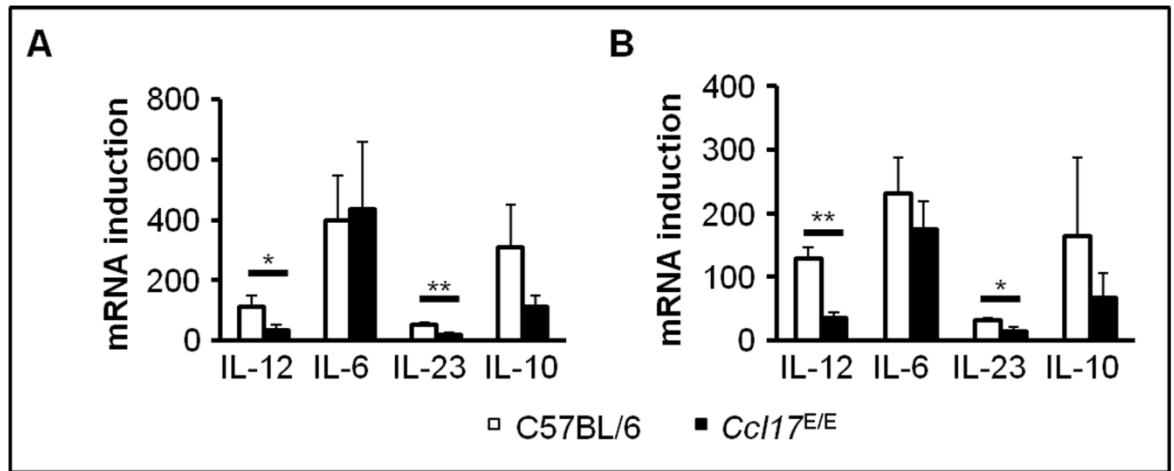 A
mRNA induction
800
600
400
200
0
*
**
IL-12 IL-6 IL-23 IL-10
B
mRNA induction
400
300
200
100
0
**
*
IL-12 IL-6 IL-23 IL-10
C57BL/6 Ccl17E/E